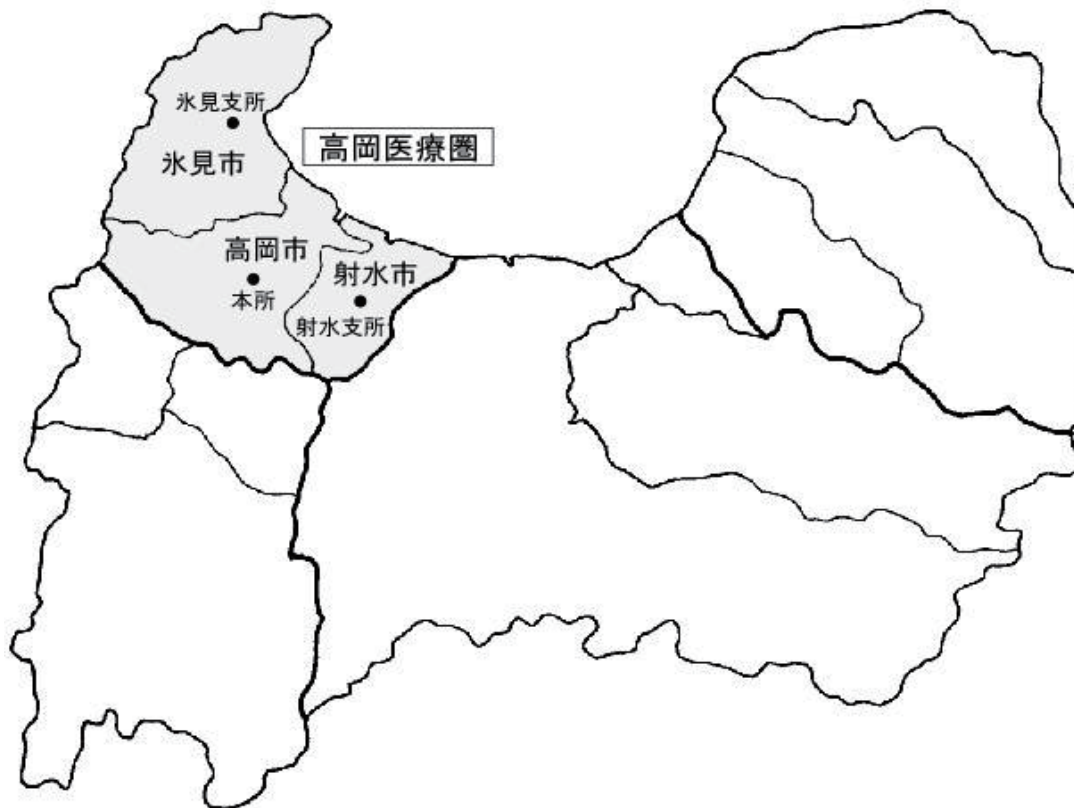 氷見支所
高岡医療圏
氷見市
高岡市
本所
射水市
射水支所